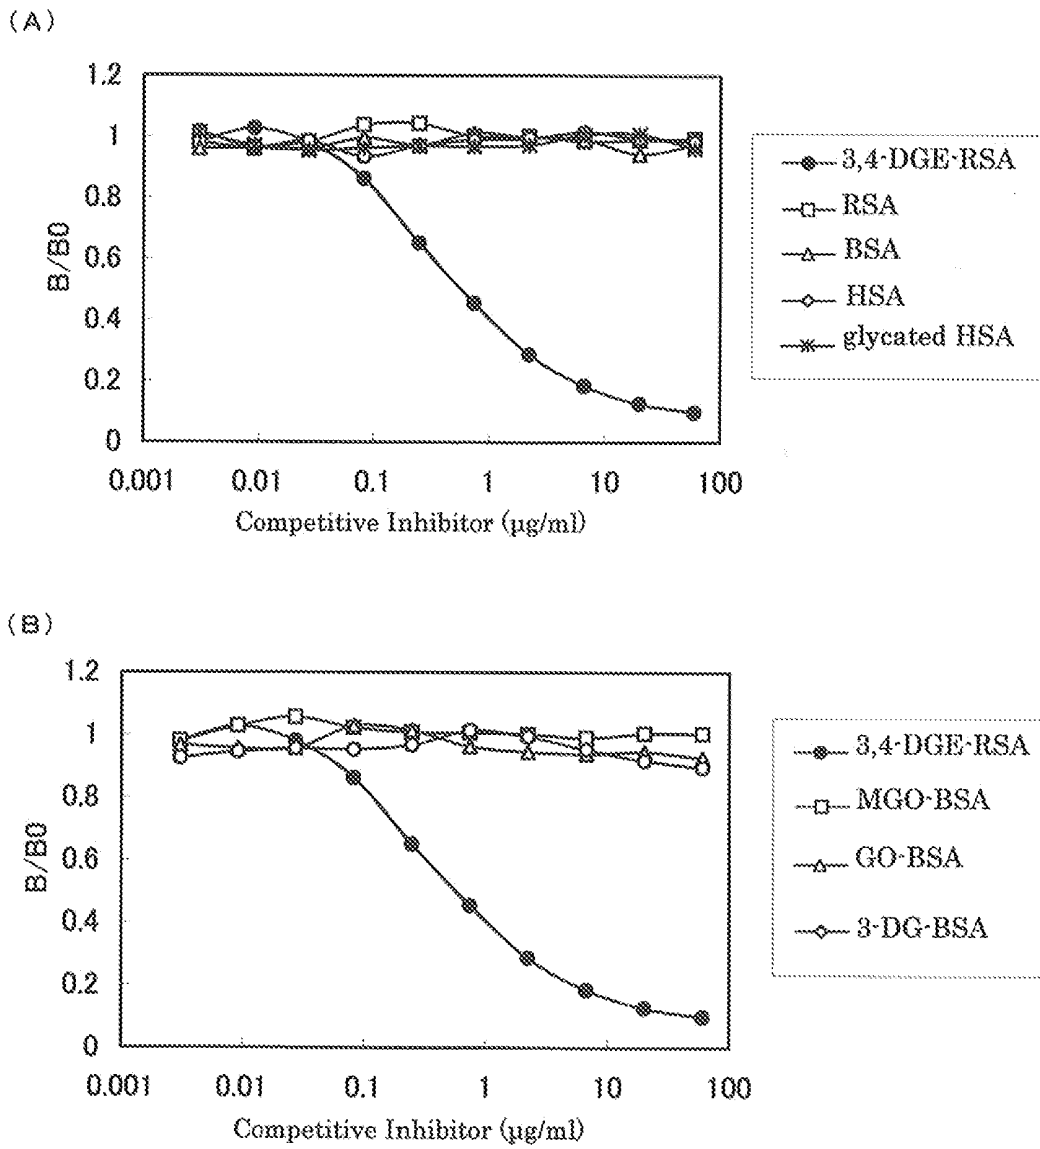 (A)
1.2
1
0.8
0.6
0.4
0.2
0
B/B0
0.001 0.01 0.1 1 10 100
Competitive Inhibitor (µg/ml)
3,4-DGE-RSA
RSA
BSA
HSA
glycated HSA
(B)
1.2
1
0.8
0.6
0.4
0.2
0
B/B0
0.001 0.01 0.1 1 10 100
Competitive Inhibitor (µg/ml)
3,4-DGE-RSA
MGO-BSA
GO-BSA
3-DG-BSA